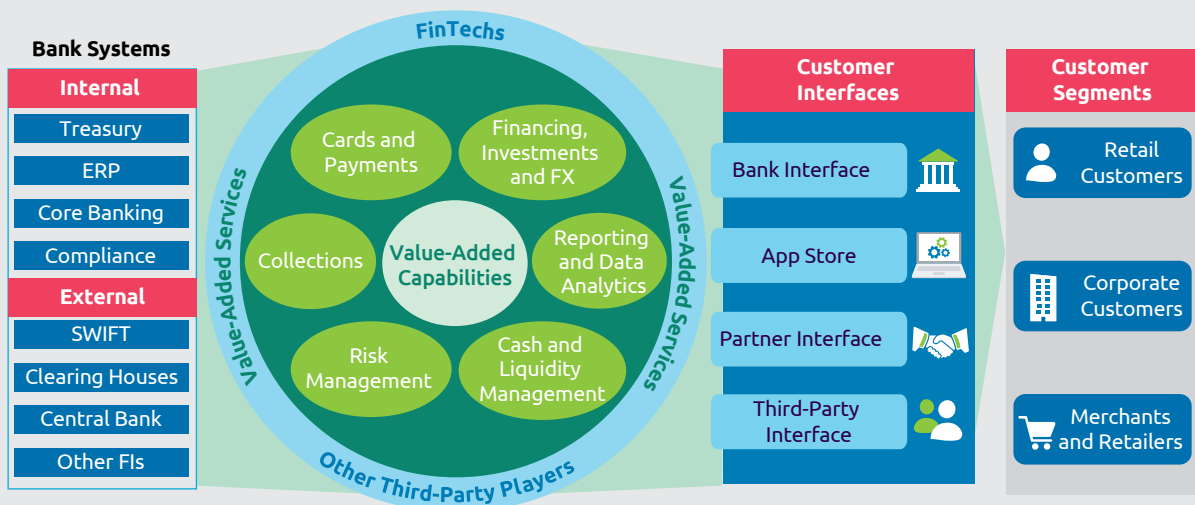 Bank Systems
Internal
Treasury
ERP
Core Banking
Compliance
External
SWIFT
Clearing Houses
Central Bank
Other FIs
FinTechs
Value-Added Services
Value-Added Services
Other Third-Party Players
Cards and
Payments
Financing,
Investments
and FX
Collections
Value-Added
Capabilities
Reporting
and Data
Analytics
Risk
Management
Cash and
Liquidity
Management
Customer
Interfaces
Bank Interface
App Store
Partner Interface
Third-Party
Interface
Customer
Segments
Retail
Customers
Corporate
Customers
Merchants
and Retailers